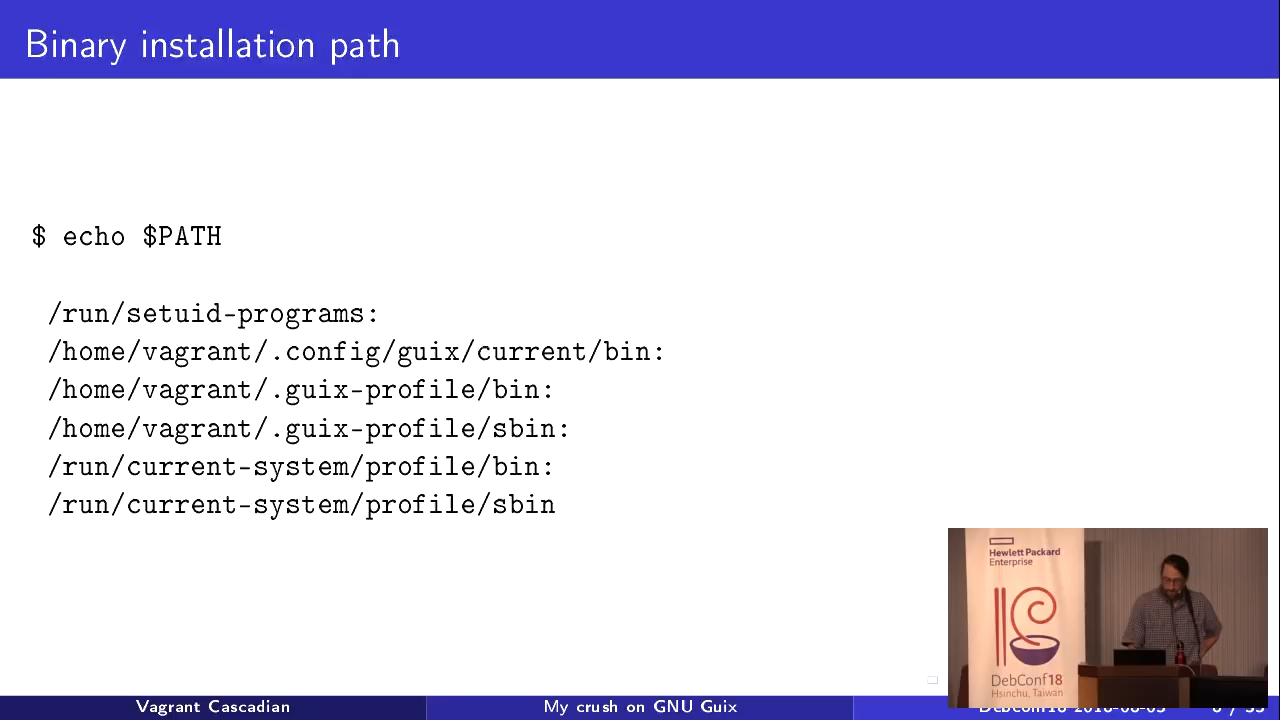 Binary installation path
$ echo $PATH
/run/setuid-programs:
/home/vagrant/.config/guix/current/bin:
/home/vagrant/.guix-profile/bin:
/home/vagrant/.guix-profile/sbin:
/run/current-system/profile/bin:
/run/current-system/profile/sbin
Hewlett Packard
Enterprise
DebConf18
Hsinchu, Taiwan
Vagrant Cascadian
My crush on GNU Guix